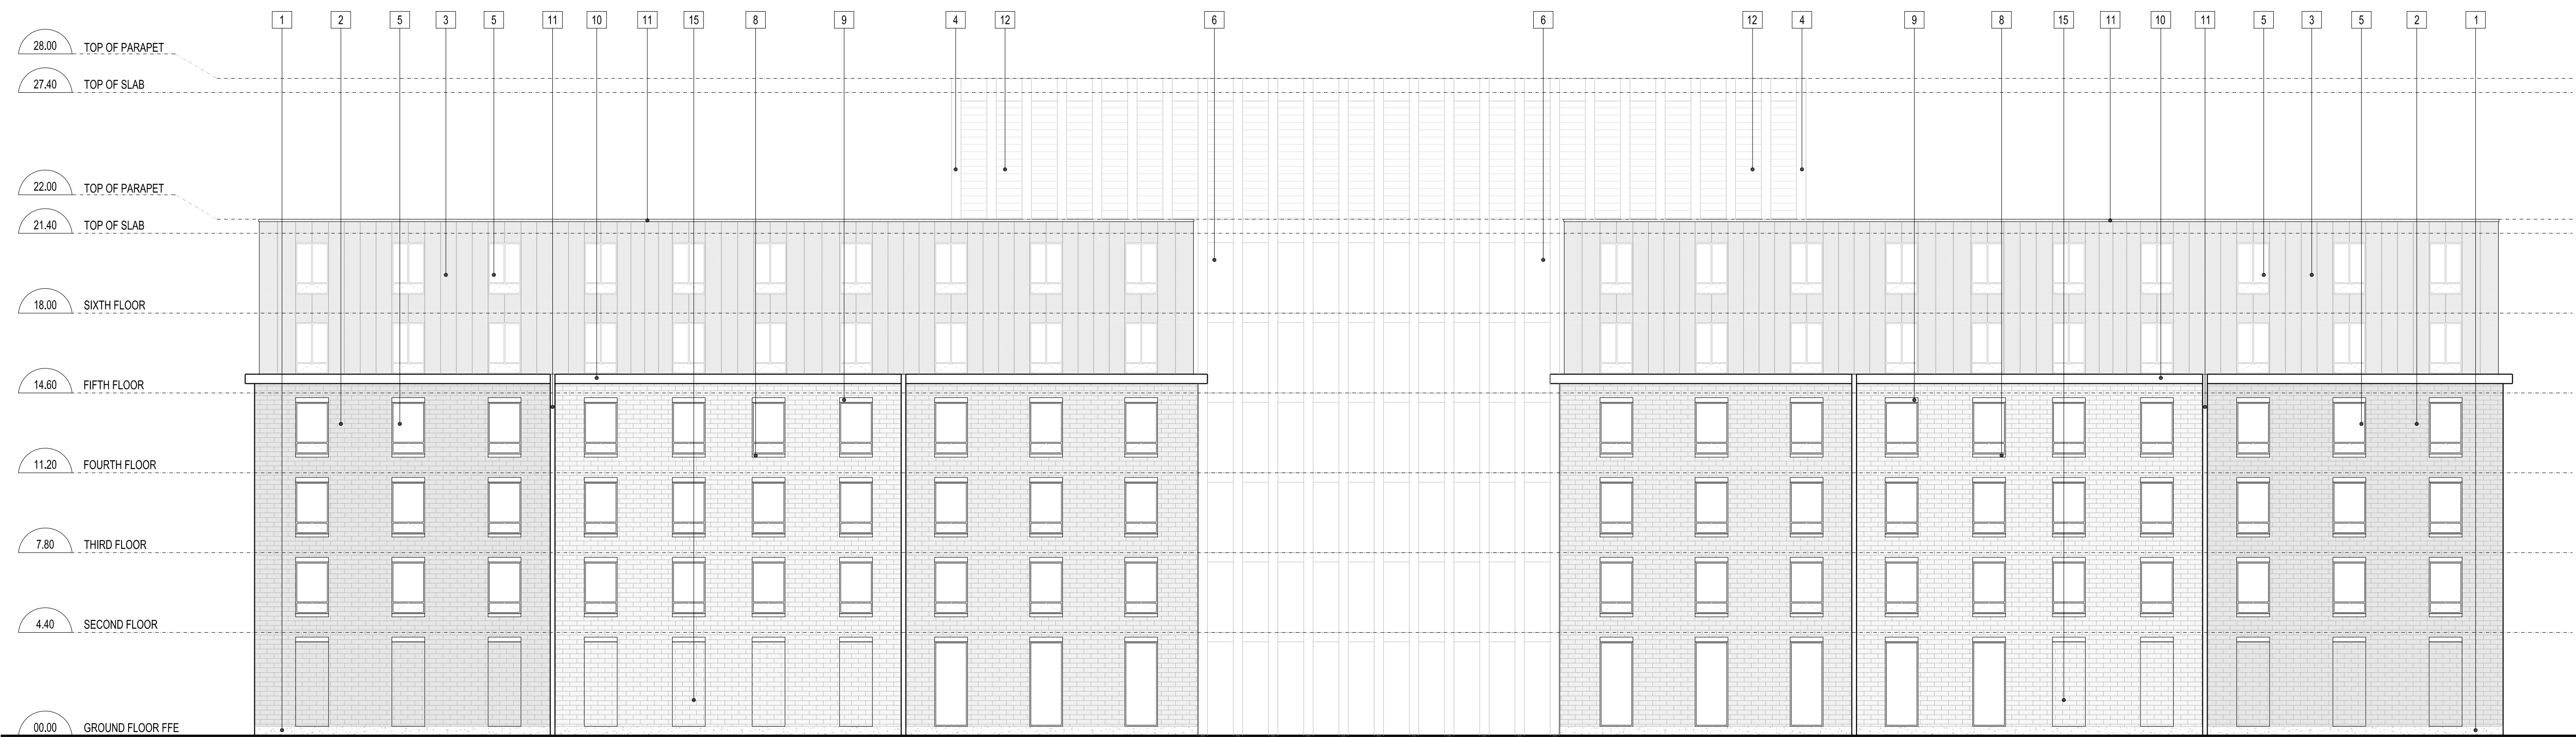 1 2 5 3 5 11 10 11 15 8 9 4 12 6 6 12 4 9 8 15 11 10 11 5 3 5 2 1
28.00 TOP OF PARAPET
27.40 TOP OF SLAB
22.00 TOP OF PARAPET
21.40 TOP OF SLAB
18.00 SIXTH FLOOR
14.60 FIFTH FLOOR
11.20 FOURTH FLOOR
7.80 THIRD FLOOR
4.40 SECOND FLOOR
00.00 GROUND FLOOR FFE